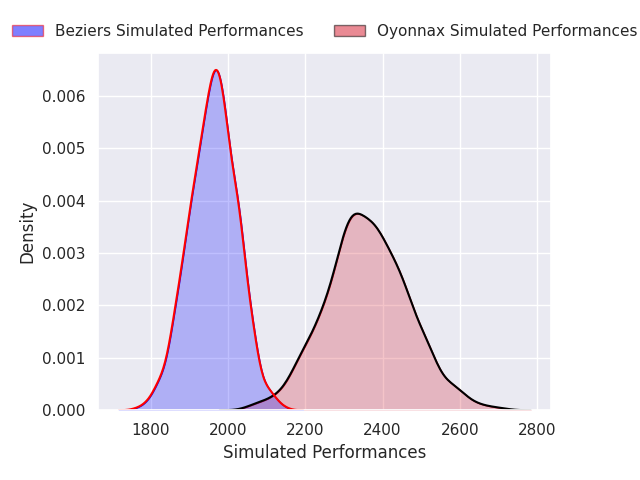 Beziers Simulated Performances Oyonnax Simulated Performances
0.006
0.005
0.004
0.003
0.002
0.001
0.000
Density
1800 2000 2200 2400 2600 2800
Simulated Performances